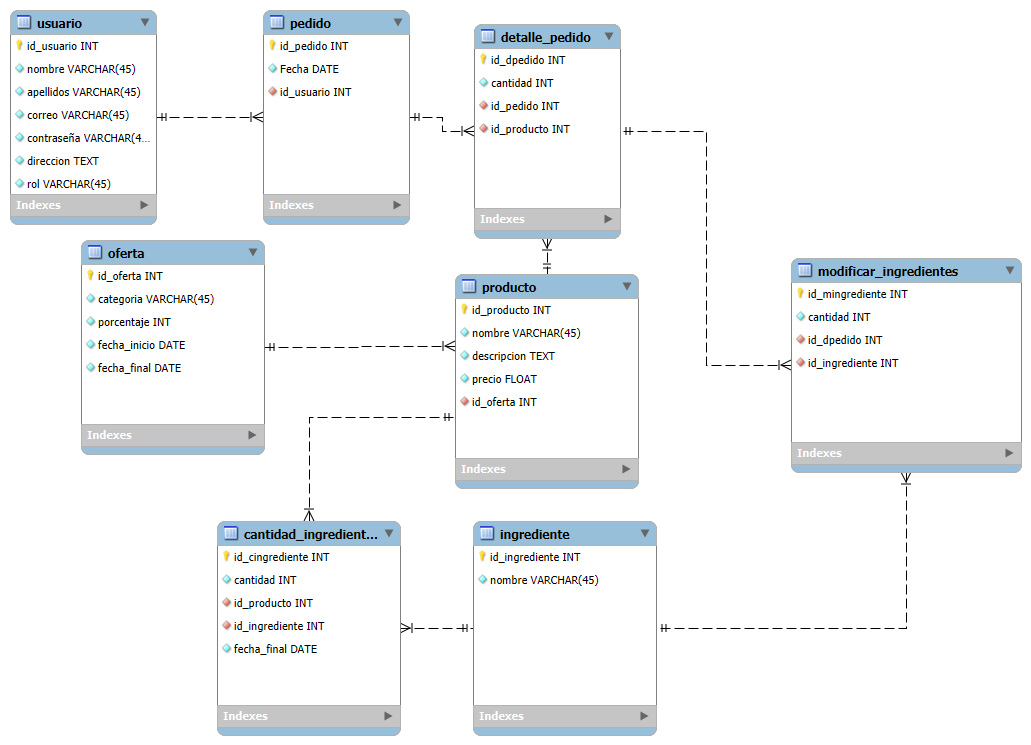 usuario
id_usuario INT
nombre VARCHAR(45)
apellidos VARCHAR(45)
correo VARCHAR(45)
contraseña VARCHAR(4...
direccion TEXT
rol VARCHAR(45)
Indexes
pedido
id_pedido INT
Fecha DATE
id_usuario INT
Indexes
detalle_pedido
id_dpedido INT
cantidad INT
id_pedido INT
id_producto INT
Indexes
oferta
id_oferta INT
categoria VARCHAR(45)
porcentaje INT
fecha_inicio DATE
fecha_final DATE
Indexes
producto
id_producto INT
nombre VARCHAR(45)
descripcion TEXT
precio FLOAT
id_oferta INT
Indexes
modificar_ingredientes
id_mingrediente INT
cantidad INT
id_dpedido INT
id_ingrediente INT
Indexes
cantidad_ingredient...
id_cingrediente INT
cantidad INT
id_producto INT
id_ingrediente INT
fecha_final DATE
Indexes
ingrediente
id_ingrediente INT
nombre VARCHAR(45)
Indexes